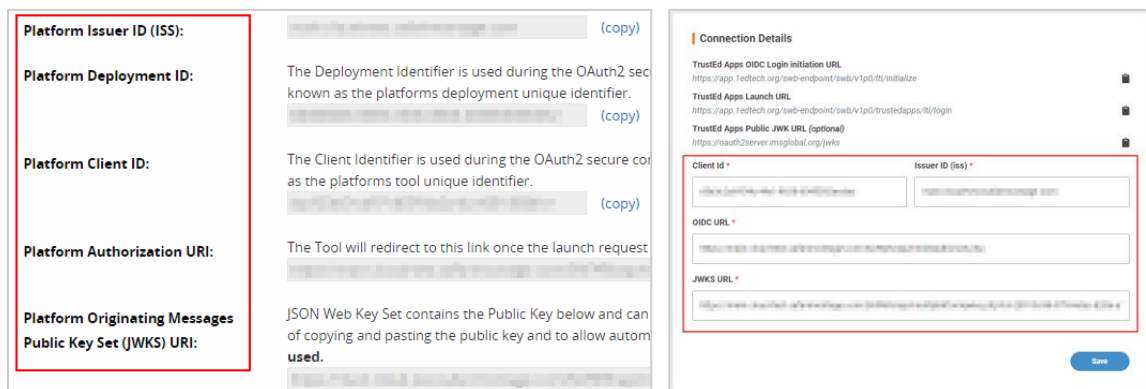 Platform Issuer ID (ISS):
(copy)
Platform Deployment ID:
The Deployment Identifier is used during the OAuth2 sec
known as the platforms deployment unique identifier.
(copy)
Platform Client ID:
The Client Identifier is used during the OAuth2 secure co
as the platforms tool unique identifier.
(copy)
Platform Authorization URI:
The Tool will redirect to this link once the launch request
Platform Originating Messages
Public Key Set (JWKS) URI:
JSON Web Key Set contains the Public Key below and can
of copying and pasting the public key and to allow autom
used.
Connection Details
TrustEd Apps OIDC Login initiation URL
https://app.1edtech.org/swb-endpoint/swb/v1p0/lti/initialize
TrustEd Apps Launch URL
https://app.1edtech.org/swb-endpoint/swb/v1p0/trustedapps/lti/login
TrustEd Apps Public JWK URL (optional)
https://oauth2server.imsglobal.org/jwks
Client Id *
Issuer ID (iss) *
OIDC URL *
JWKS URL *
Save